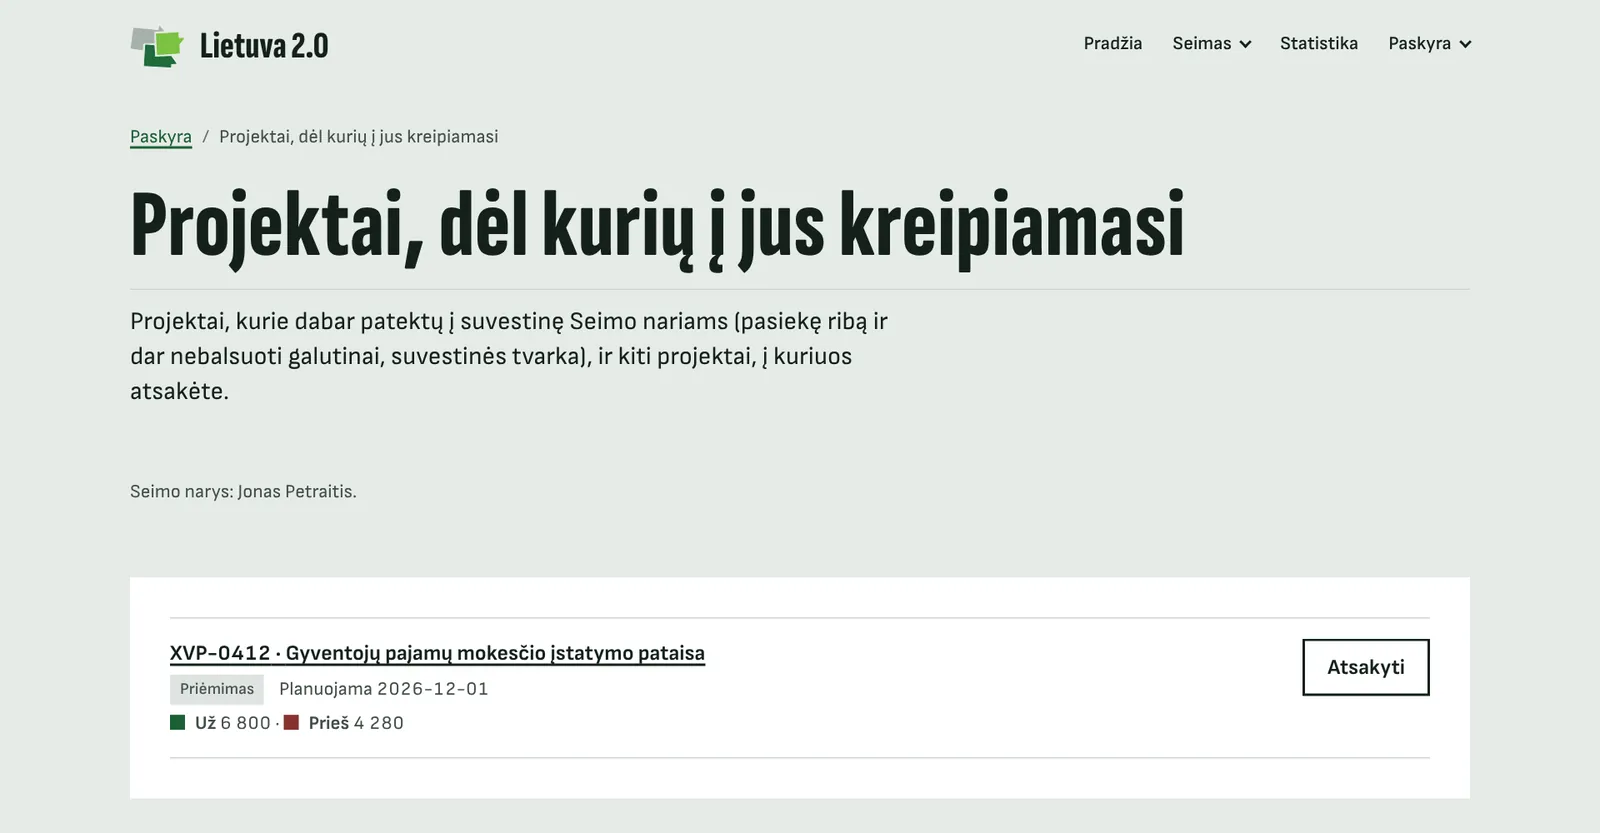 Lietuva 2.0
Pradžia Seimas Statistika Paskyra
Paskyra / Projektai, dėl kurių į jus kreipiamasi
Projektai, dėl kurių į jus kreipiamasi
Projektai, kurie dabar patektų į suvestinę Seimo nariams (pasiekę ribą ir
dar nebalsuoti galutinai, suvestinės tvarka), ir kiti projektai, į kuriuos
atsakėte.
Seimo narys: Jonas Petraitis.
XVP-0412 · Gyventojų pajamų mokesčio įstatymo pataisa
Atsakyti
Priėmimas Planuojama 2026-12-01
Už 6 800 · Prieš 4 280